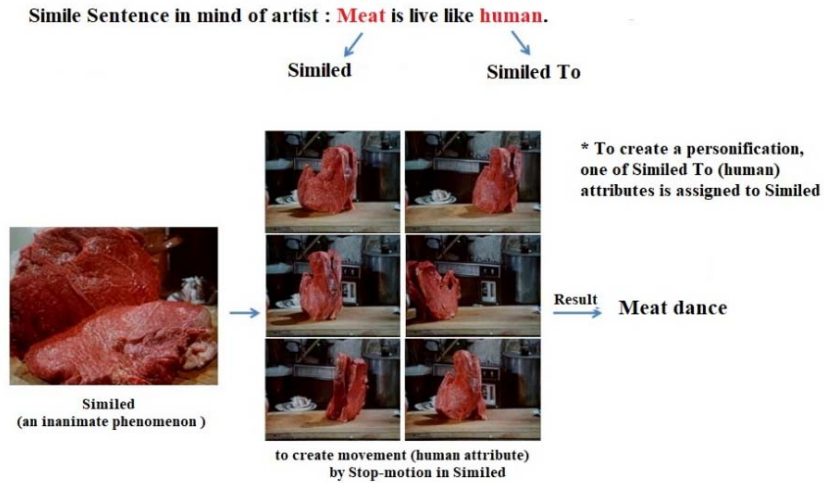 Simile Sentence in mind of artist : Meat is live like human.
Similed
Similed To
* To create a personification,
one of Similed To (human)
attributes is assigned to Similed
Result
Meat dance
Similed
(an inanimate phenomenon )
to create movement (human attribute)
by Stop-motion in Similed